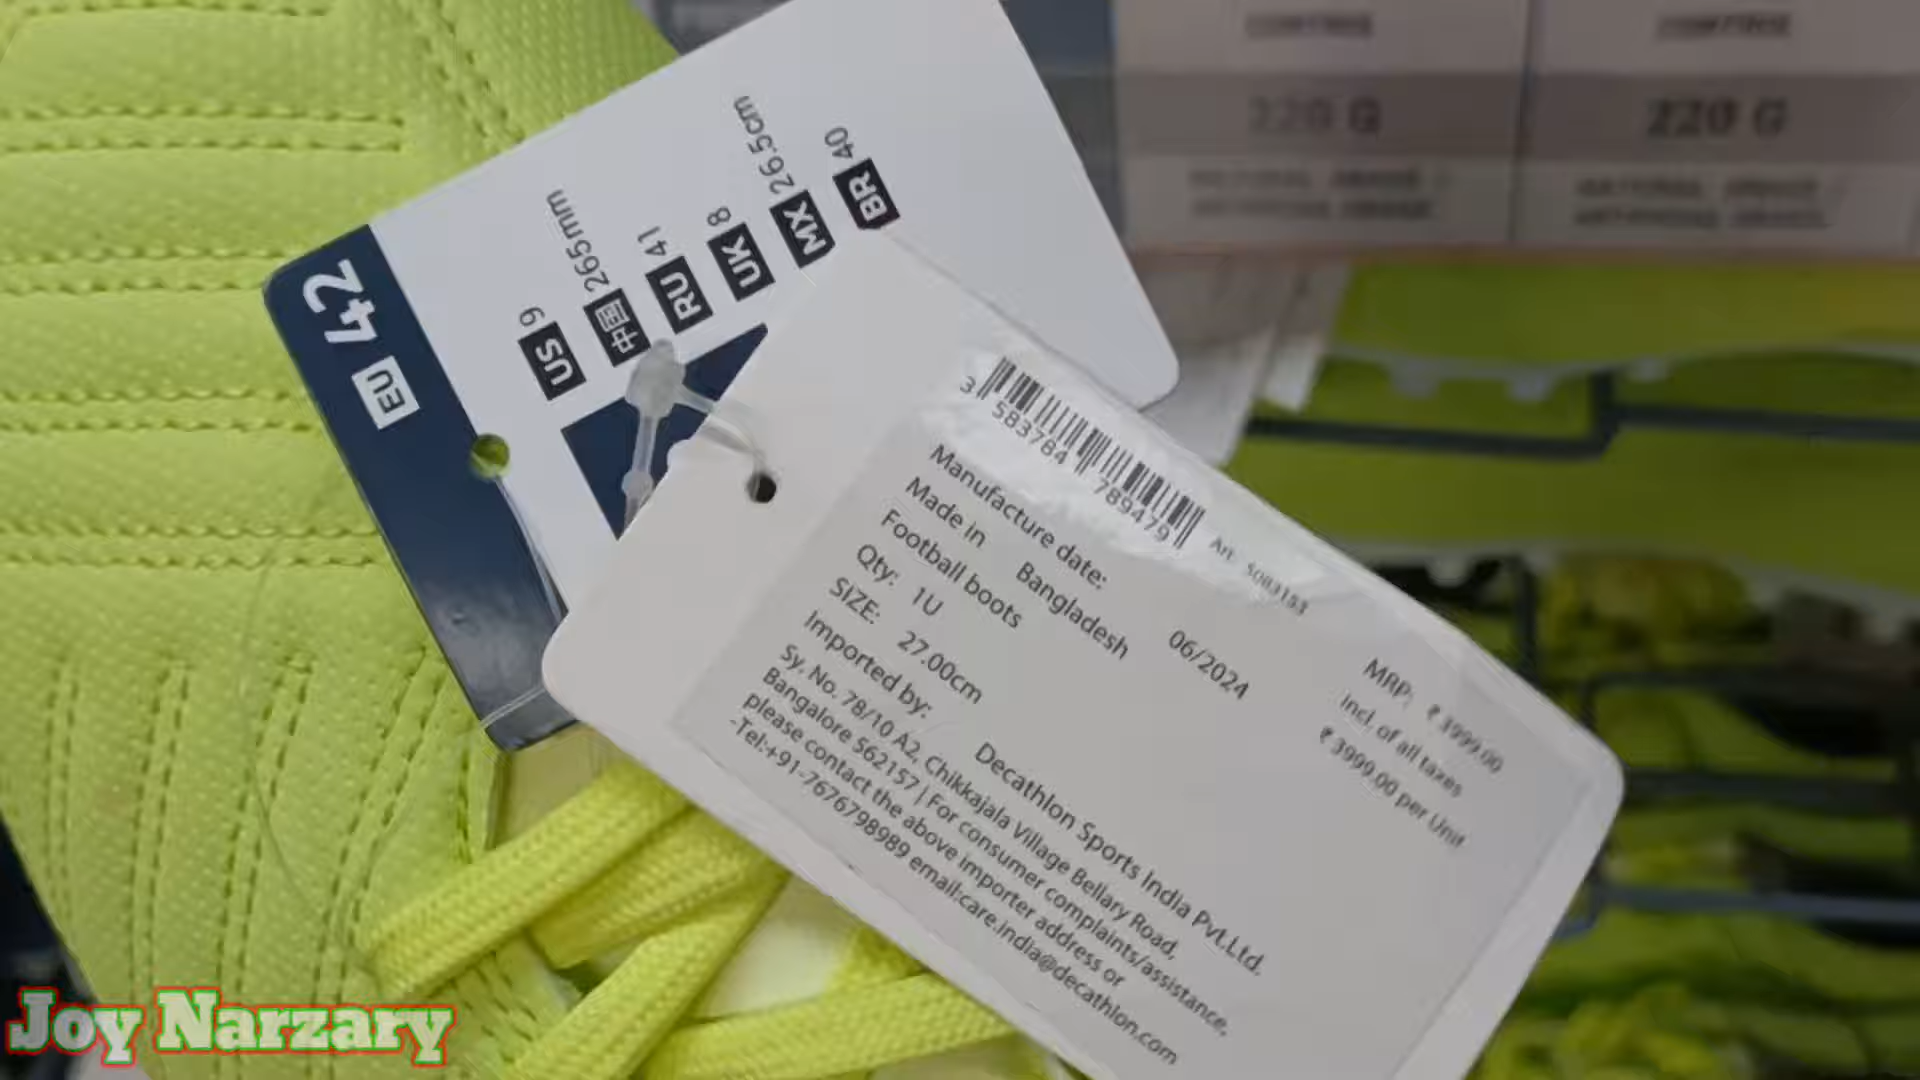 EU 42
US 9
中国 265mm
RU 41
UK 8
MX 26.5cm
BR 40
3 583784 789479
Art. 5083153
Manufacture date: 06/2024
Made in Bangladesh
Football boots
Qty: 1U
SIZE: 27.00cm
MRP: ₹ 3999.00
Incl. of all taxes
₹ 3999.00 per Unit
Imported by: Decathlon Sports India Pvt.Ltd.
Sy. No. 78/10 A2, Chikkajala Village Bellary Road,
Bangalore 562157 | For consumer complaints/assistance,
please contact the above importer address or
-Tel:+91-7676798989 email:care.india@decathlon.com
220 G
220 G
Joy Narzary